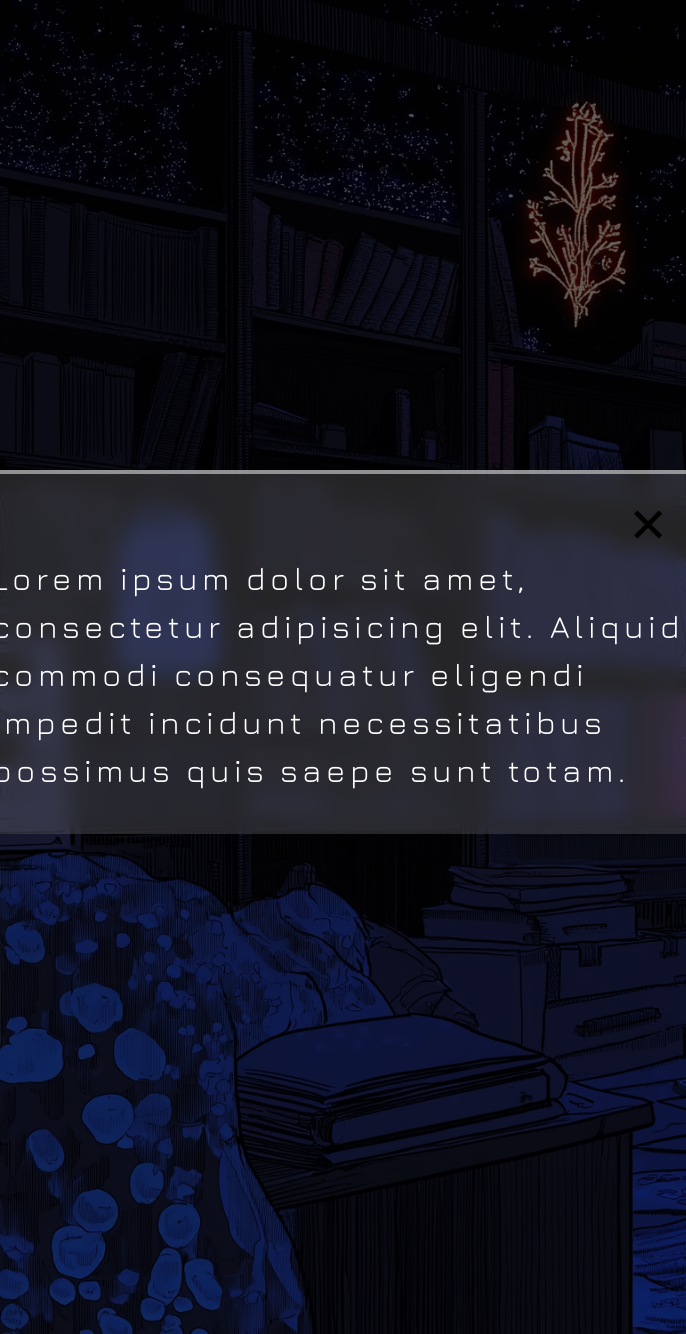 Lorem ipsum dolor sit amet,
consectetur adipisicing elit. Aliquid
commodi consequatur eligendi
impedit incidunt necessitatibus
possimus quis saepe sunt totam.